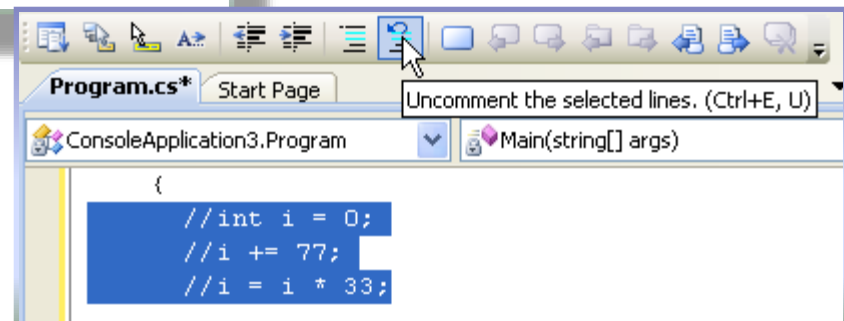 Program.cs* Start Page
Uncomment the selected lines. (Ctrl+E, U)
ConsoleApplication3.Program Main(string[] args)
{
//int i = 0;
//i += 77;
//i = i * 33;